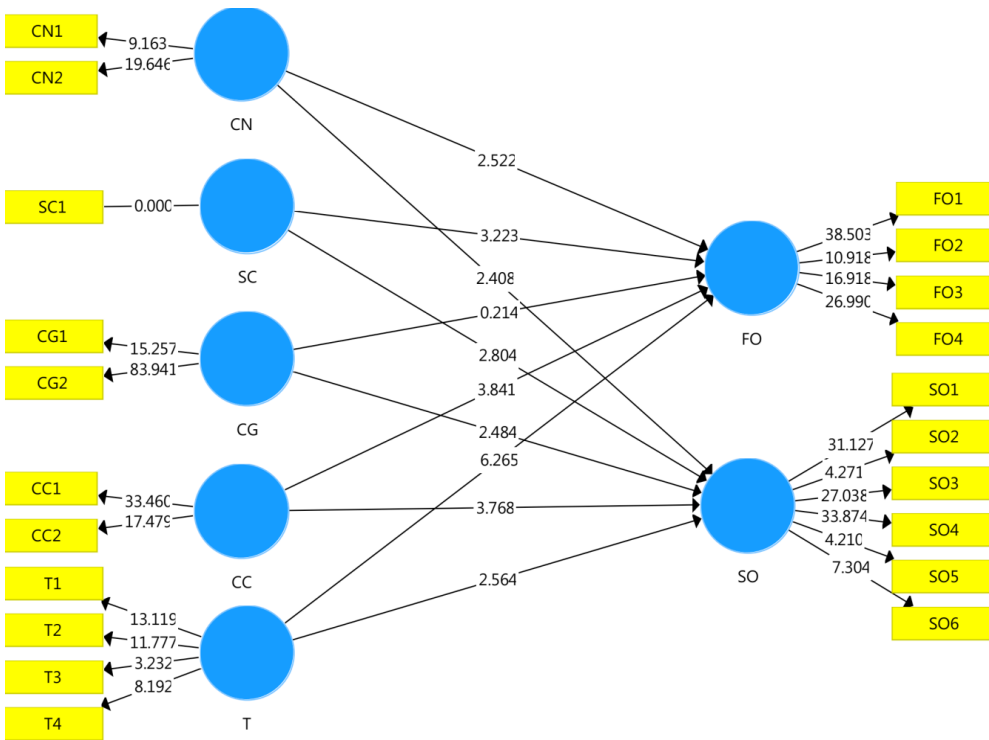 CN1
CN2
9.163
19.646
CN
SC1
0.000
SC
CG1
CG2
15.257
83.941
CG
CC1
CC2
33.460
17.479
CC
T1
T2
T3
T4
13.119
11.777
3.232
8.192
T
2.522
3.223
2.408
0.214
2.804
3.841
2.484
6.265
3.768
2.564
FO
38.503
10.918
16.918
26.990
FO1
FO2
FO3
FO4
SO
31.127
4.271
27.038
33.874
4.210
7.304
SO1
SO2
SO3
SO4
SO5
SO6